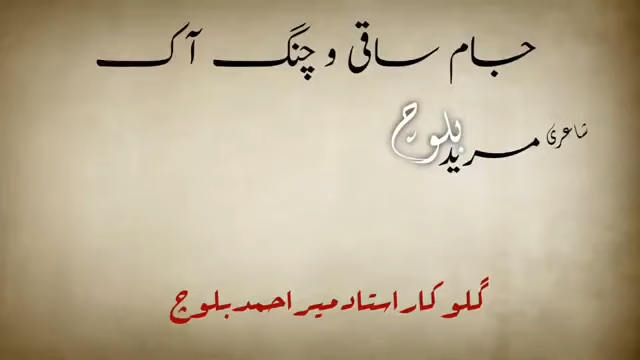 جام ساقی و چنگ آک
شاعری مرید بلوچ
گلوکار استاد میر احمد بلوچ